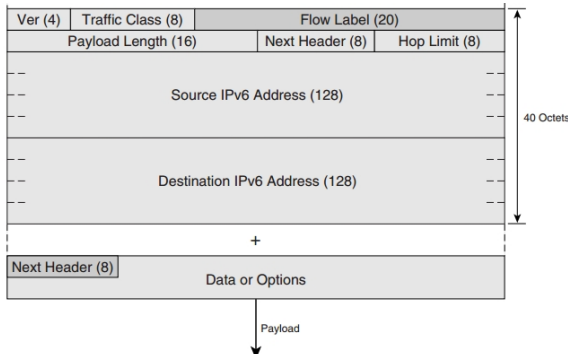 Ver (4) Traffic Class (8) Flow Label (20)
Payload Length (16) Next Header (8) Hop Limit (8)
Source IPv6 Address (128)
40 Octets
Destination IPv6 Address (128)
+
Next Header (8)
Data or Options
Payload